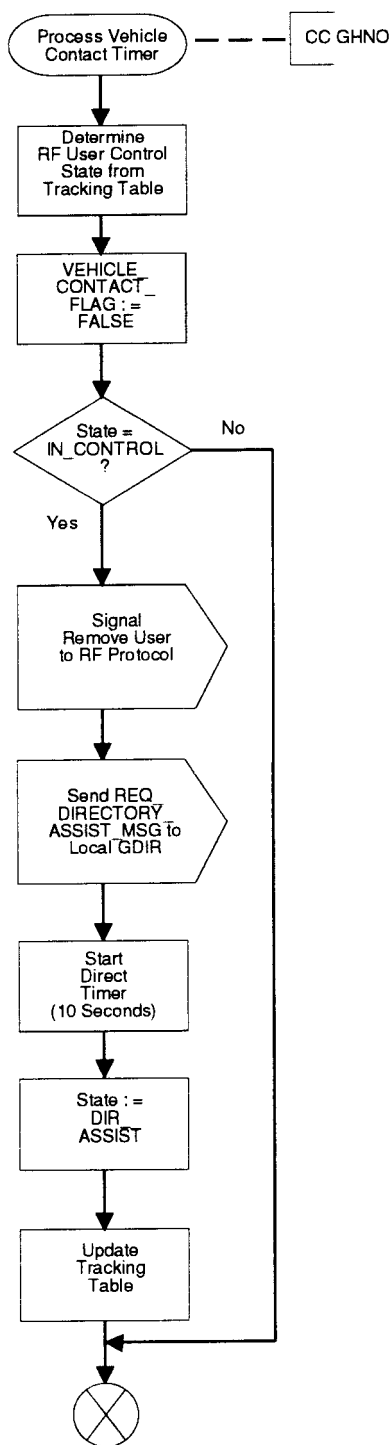 Process Vehicle
Contact Timer
CC GHNO
Determine
RF User Control
State from
Tracking Table
VEHICLE_
CONTACT_
FLAG : =
FALSE
State =
IN_CONTROL
?
No
Yes
Signal
Remove User
to RF Protocol
Send REQ_
DIRECTORY_
ASSIST_MSG to
Local GDIR
Start
Direct
Timer
(10 Seconds)
State : =
DIR_
ASSIST
Update
Tracking
Table